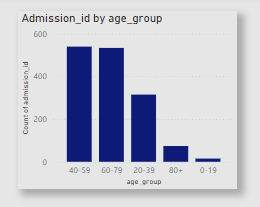 Admission_id by age_group
600
400
200
0
Count of admission_id
40-59 60-79 20-39 80+ 0-19
age_group